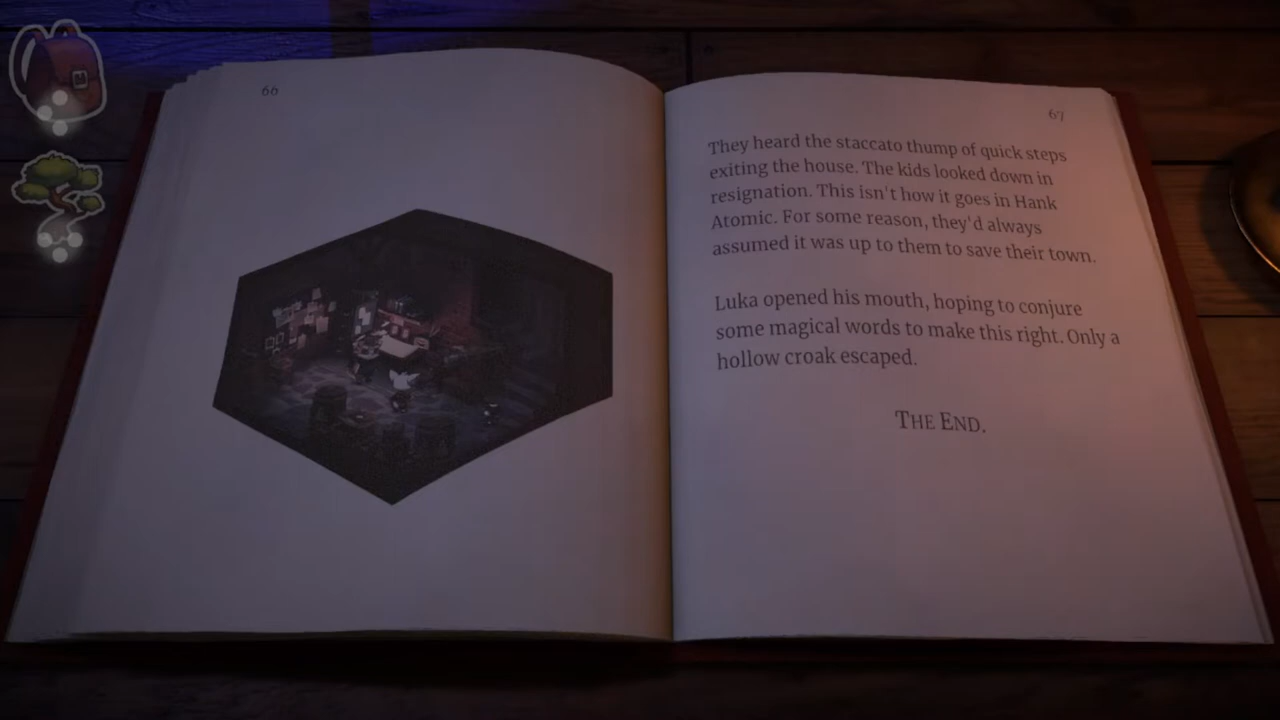 66
67
They heard the staccato thump of quick steps
exiting the house. The kids looked down in
resignation. This isn't how it goes in Hank
Atomic. For some reason, they'd always
assumed it was up to them to save their town.
Luka opened his mouth, hoping to conjure
some magical words to make this right. Only a
hollow croak escaped.
THE END.